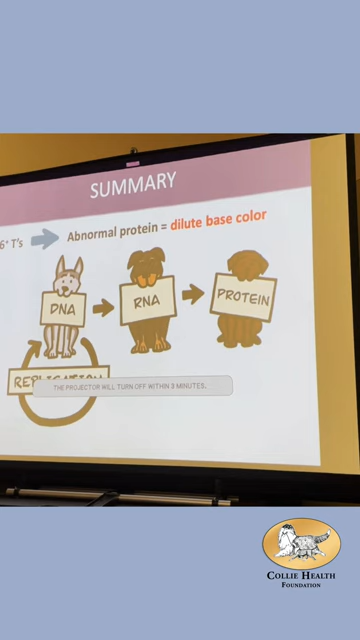 SUMMARY
6⁺ T's
Abnormal protein = dilute base color
DNA
RNA
PROTEIN
REPLICATION
THE PROJECTOR WILL TURN OFF WITHIN 3 MINUTES.
COLLIE HEALTH
FOUNDATION